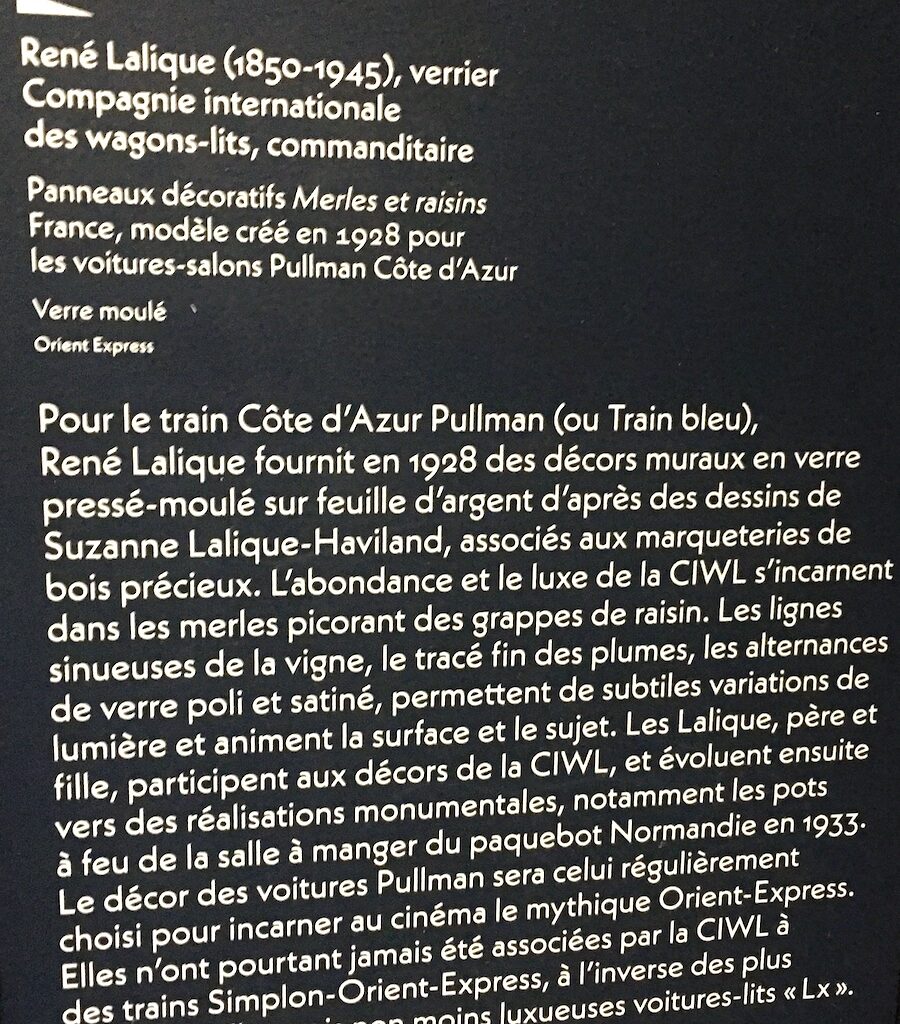 René Lalique (1850-1945), verrier
Compagnie internationale
des wagons-lits, commanditaire
Panneaux décoratifs Merles et raisins
France, modèle créé en 1928 pour
les voitures-salons Pullman Côte d'Azur
Verre moulé
Orient Express
Pour le train Côte d'Azur Pullman (ou Train bleu),
René Lalique fournit en 1928 des décors muraux en verre
pressé-moulé sur feuille d'argent d'après des dessins de
Suzanne Lalique-Haviland, associés aux marqueteries de
bois précieux. L'abondance et le luxe de la CIWL s'incarnent
dans les merles picorant des grappes de raisin. Les lignes
sinueuses de la vigne, le tracé fin des plumes, les alternances
de verre poli et satiné, permettent de subtiles variations de
lumière et animent la surface et le sujet. Les Lalique, père et
fille, participent aux décors de la CIWL, et évoluent ensuite
vers des réalisations monumentales, notamment les pots
à feu de la salle à manger du paquebot Normandie en 1933.
Le décor des voitures Pullman sera celui régulièrement
choisi pour incarner au cinéma le mythique Orient-Express.
Elles n'ont pourtant jamais été associées par la CIWL à
des trains Simplon-Orient-Express, à l'inverse des plus
non moins luxueuses voitures-lits « Lx ».